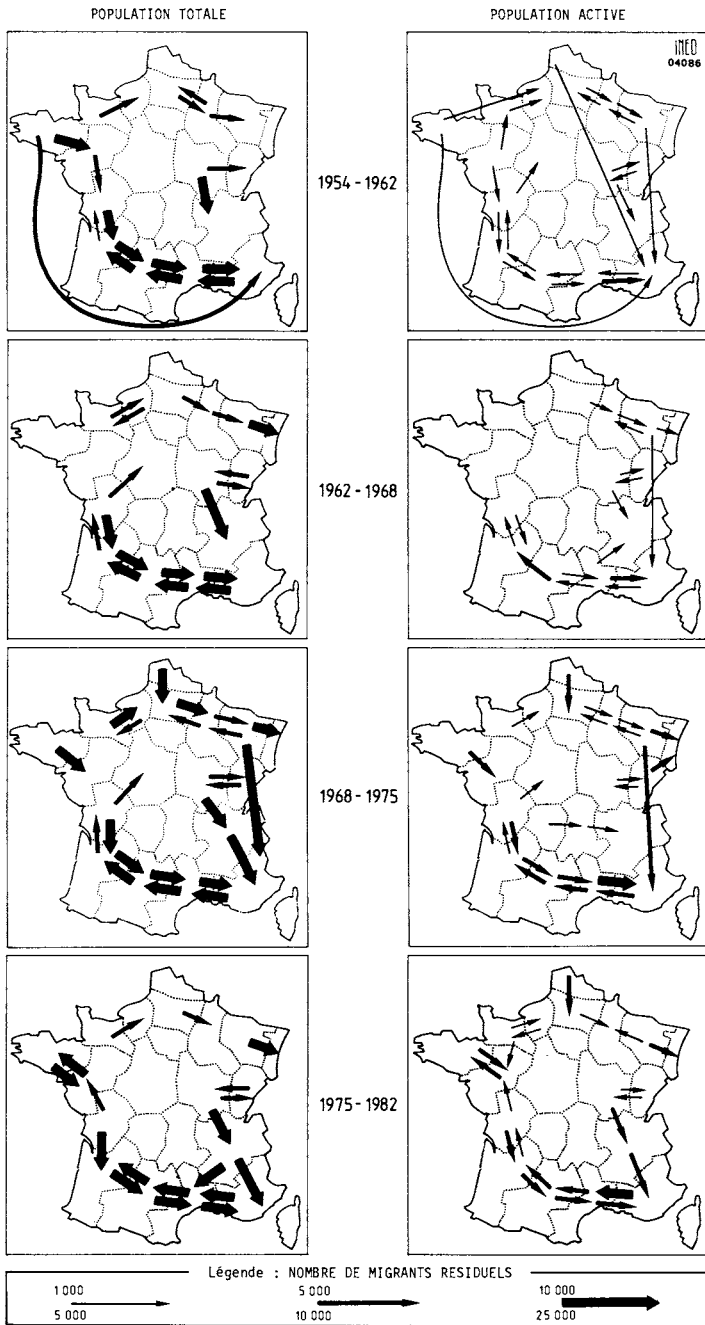 POPULATION TOTALE
POPULATION ACTIVE
INED
04086
1954-1962
1962-1968
1968-1975
1975-1982
Légende : NOMBRE DE MIGRANTS RESIDUELS
1 000
5 000
5 000
10 000
10 000
25 000